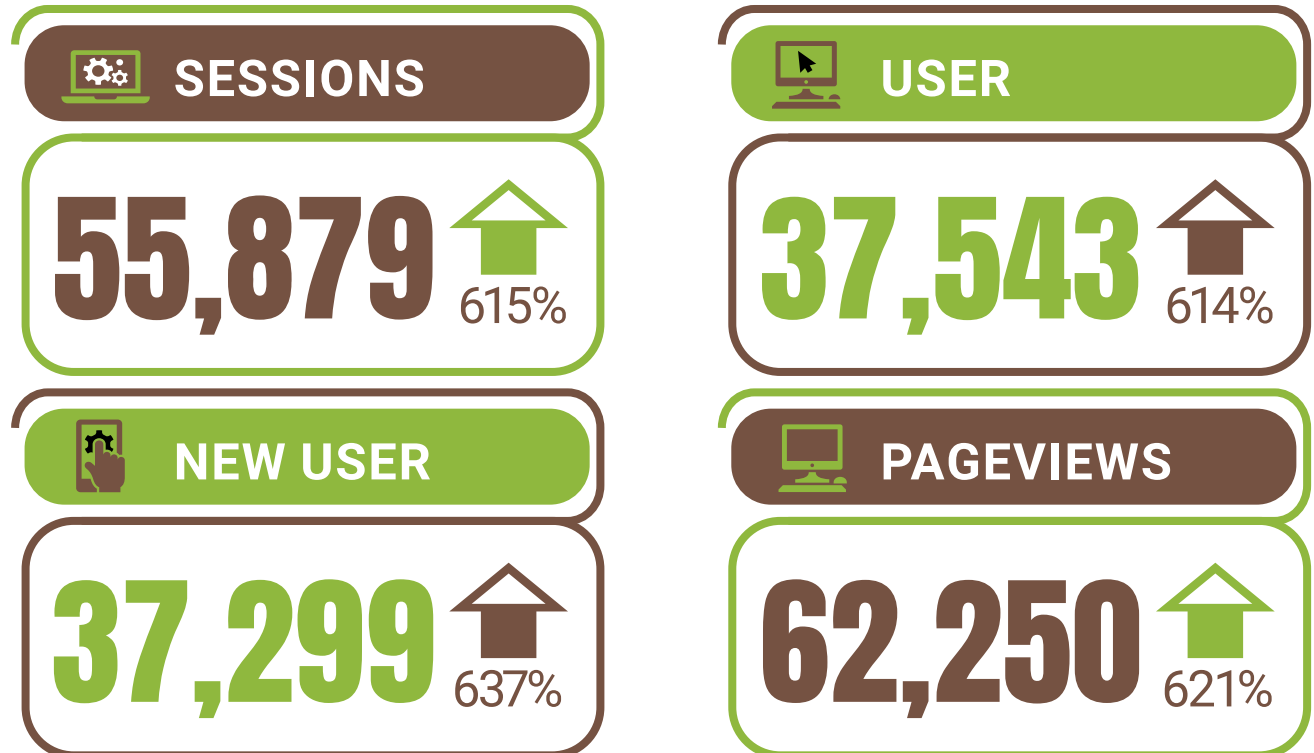 SESSIONS
55,879
615%
USER
37,543
614%
NEW USER
37,299
637%
PAGEVIEWS
62,250
621%